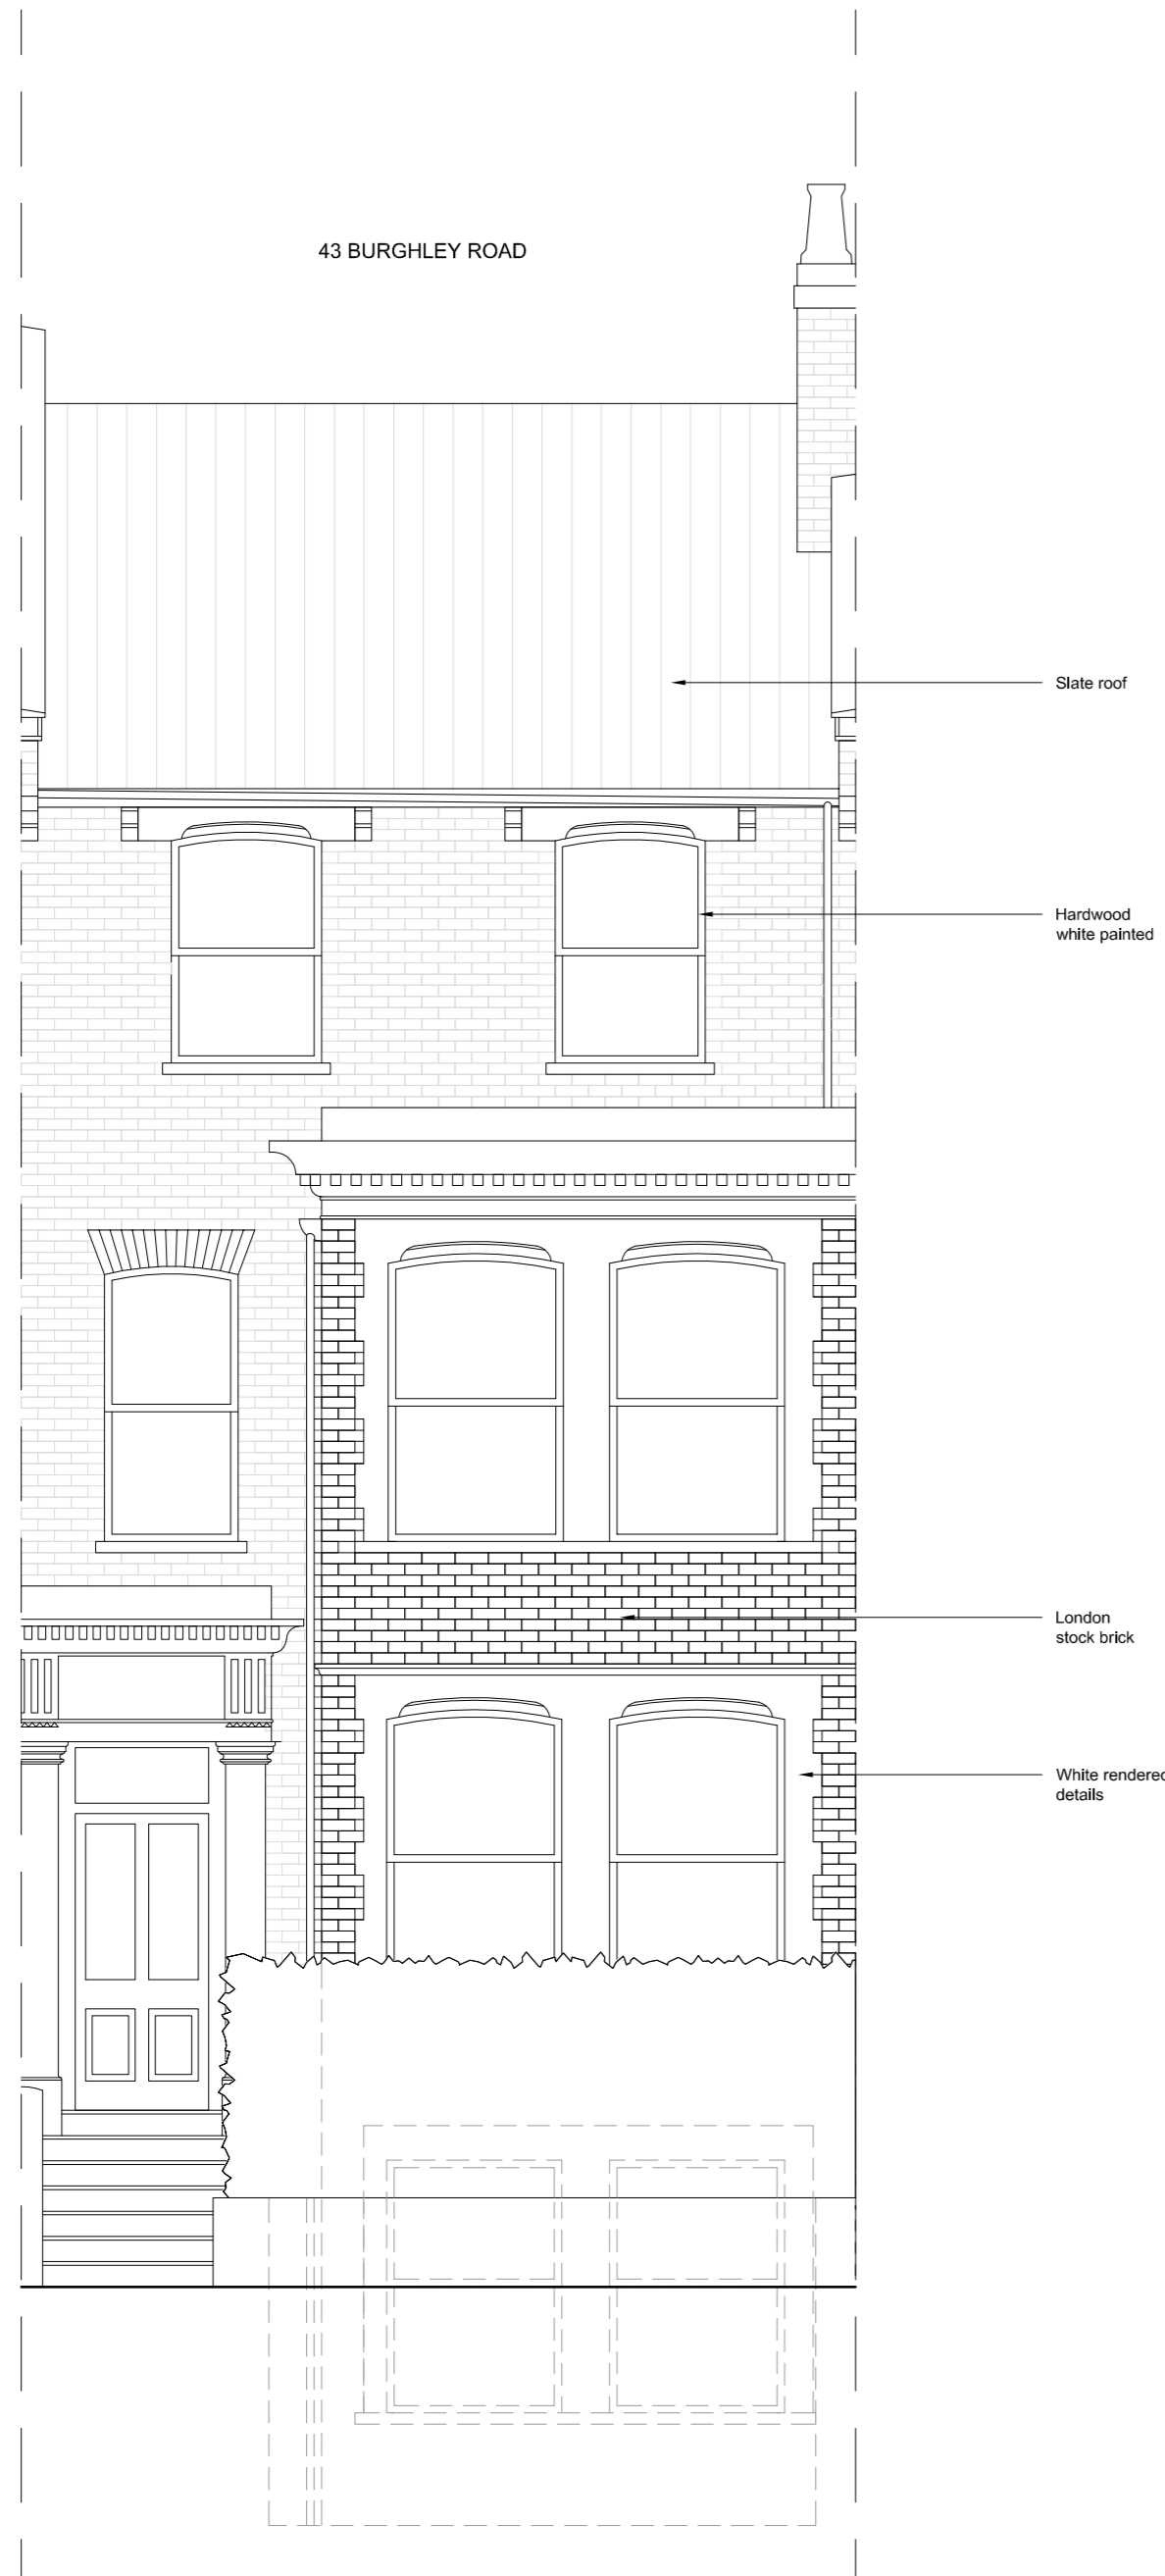 43 BURGHLEY ROAD
Slate roof
Hardwood
white painted
London
stock brick
White rendered
details